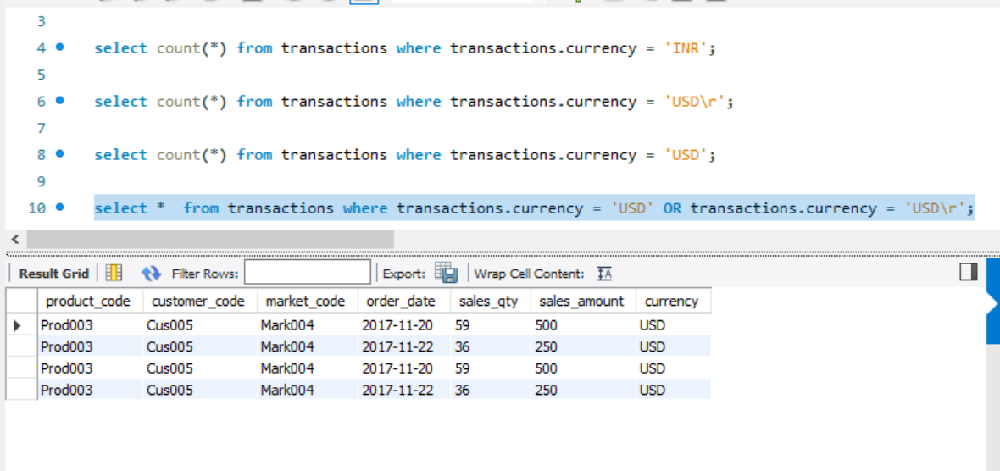 3
4 select count(*) from transactions where transactions.currency = 'INR';
5
6 select count(*) from transactions where transactions.currency = 'USD\r';
7
8 select count(*) from transactions where transactions.currency = 'USD';
9
10 select *  from transactions where transactions.currency = 'USD' OR transactions.currency = 'USD\r';
Result Grid Filter Rows: Export: Wrap Cell Content: IA
product_code customer_code market_code order_date sales_qty sales_amount currency
Prod003 Cus005 Mark004 2017-11-20 59 500 USD
Prod003 Cus005 Mark004 2017-11-22 36 250 USD
Prod003 Cus005 Mark004 2017-11-20 59 500 USD
Prod003 Cus005 Mark004 2017-11-22 36 250 USD